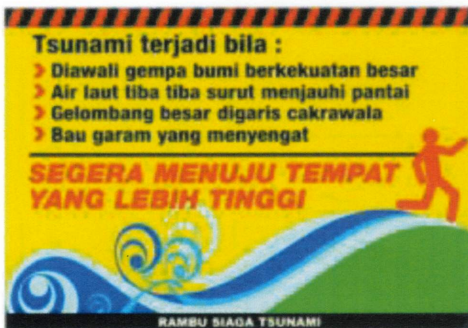 Tsunami terjadi bila :
Diawali gempa bumi berkekuatan besar
Air laut tiba tiba surut menjauhi pantai
Gelombang besar digaris cakrawala
Bau garam yang menyengat
SEGERA MENUJU TEMPAT
YANG LEBIH TINGGI
RAMBU SIAGA TSUNAMI